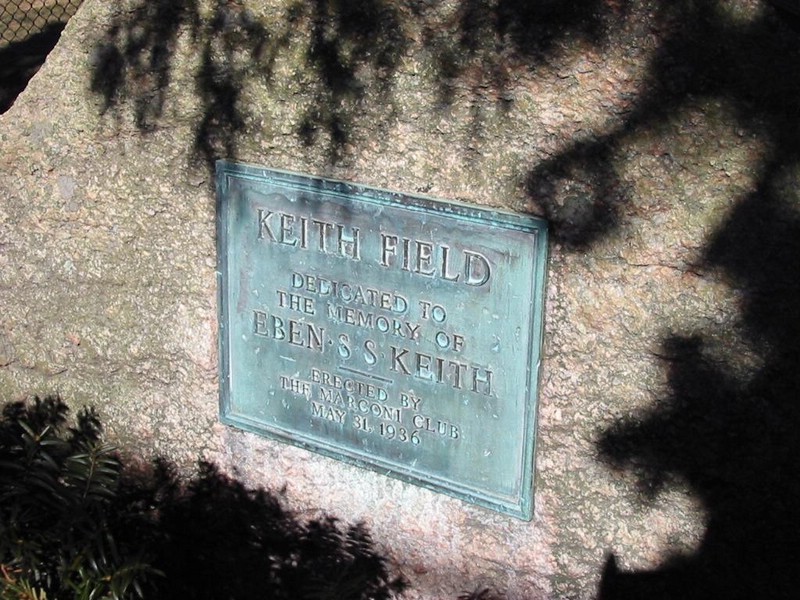 KEITH FIELD
DEDICATED TO
THE MEMORY OF
EBEN·S S·KEITH
ERECTED BY
THE MARCONI CLUB
MAY 31, 1936